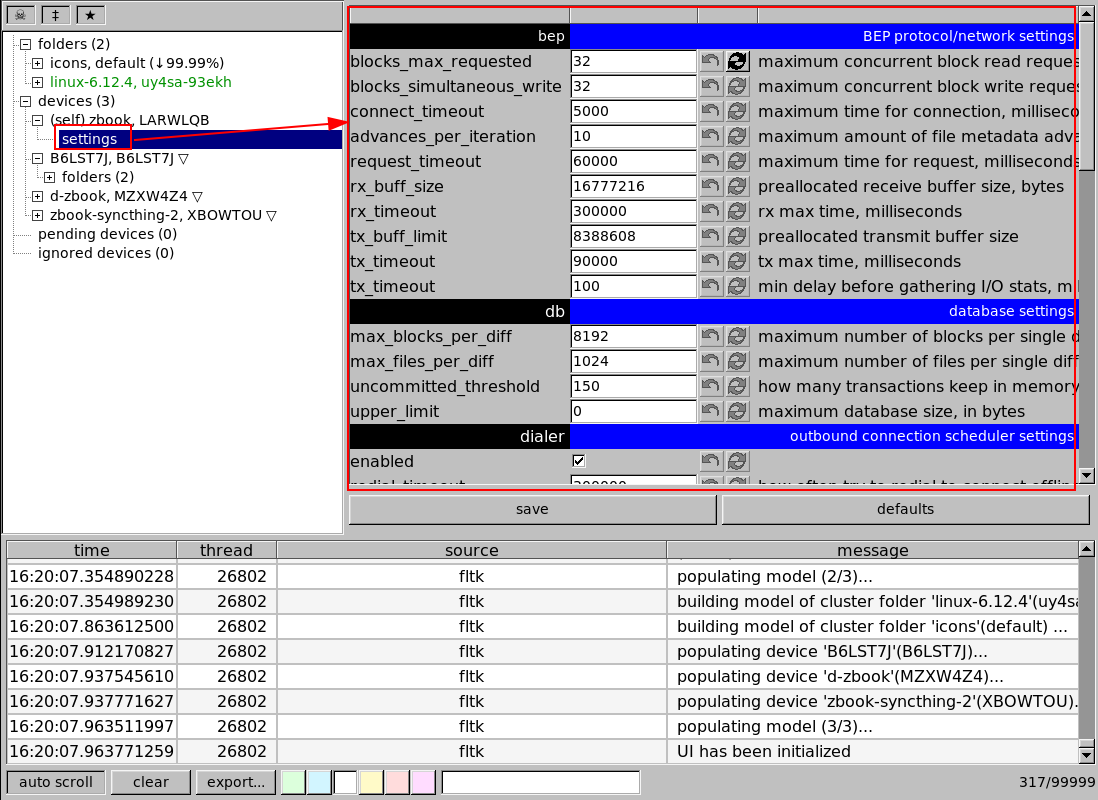 ☠ ‡ ★
folders (2)
icons, default (↓99.99%)
linux-6.12.4, uy4sa-93ekh
devices (3)
(self) zbook, LARWLQB
settings
B6LST7J, B6LST7J ▽
folders (2)
d-zbook, MZXW4Z4 ▽
zbook-syncthing-2, XBOWTOU ▽
pending devices (0)
ignored devices (0)
bep BEP protocol/network settings
blocks_max_requested 32 maximum concurrent block read reques
blocks_simultaneous_write 32 maximum concurrent block write reques
connect_timeout 5000 maximum time for connection, milliseco
advances_per_iteration 10 maximum amount of file metadata adva
request_timeout 60000 maximum time for request, milliseconds
rx_buff_size 16777216 preallocated receive buffer size, bytes
rx_timeout 300000 rx max time, milliseconds
tx_buff_limit 8388608 preallocated transmit buffer size
tx_timeout 90000 tx max time, milliseconds
tx_timeout 100 min delay before gathering I/O stats, mil
db database settings
max_blocks_per_diff 8192 maximum number of blocks per single d
max_files_per_diff 1024 maximum number of files per single diff
uncommitted_threshold 150 how many transactions keep in memory
upper_limit 0 maximum database size, in bytes
dialer outbound connection scheduler settings
enabled
save defaults
time thread source message
16:20:07.354890228 26802 fltk populating model (2/3)...
16:20:07.354989230 26802 fltk building model of cluster folder 'linux-6.12.4'(uy4sa
16:20:07.863612500 26802 fltk building model of cluster folder 'icons'(default) ...
16:20:07.912170827 26802 fltk populating device 'B6LST7J'(B6LST7J)...
16:20:07.937545610 26802 fltk populating device 'd-zbook'(MZXW4Z4)...
16:20:07.937771627 26802 fltk populating device 'zbook-syncthing-2'(XBOWTOU).
16:20:07.963511997 26802 fltk populating model (3/3)...
16:20:07.963771259 26802 fltk UI has been initialized
auto scroll clear export... 317/99999